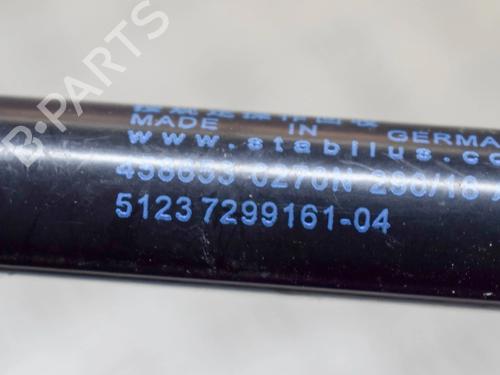 MADE IN GERMA
www.stabilus.co
0270N 296/18
51237299161-04
B-PARTS